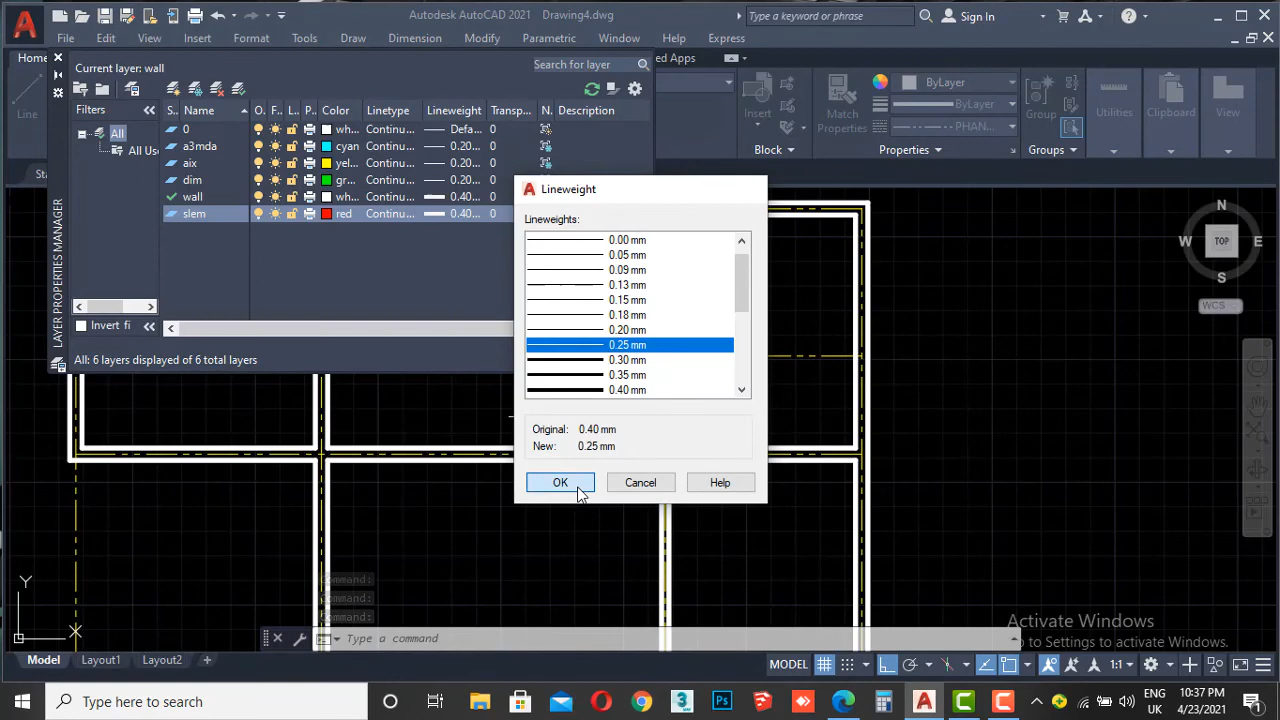 Autodesk AutoCAD 2021 Drawing4.dwg
Type a keyword or phrase
Sign In
File Edit View Insert Format Tools Draw Dimension Modify Parametric Window Help Express
Home
ed Apps
Current layer: wall
Search for layer
Filters
S.. Name O. F.. L.. P.. Color Linetype Lineweight Transp... N. Description
All
All Use
0 wh... Continu... Defa... 0
a3mda cyan Continu... 0.20... 0
aix yel... Continu... 0.20... 0
dim gr... Continu... 0.20... 0
wall wh... Continu... 0.40... 0
slem red Continu... 0.40... 0
Invert fi
All: 6 layers displayed of 6 total layers
LAYER PROPERTIES MANAGER
Line
Insert
Block
Match
Properties
ByLayer
ByLayer
PHAN...
Properties
Groups
Utilities
Clipboard
View
Lineweight
Lineweights:
0.00 mm
0.05 mm
0.09 mm
0.13 mm
0.15 mm
0.18 mm
0.20 mm
0.25 mm
0.30 mm
0.35 mm
0.40 mm
Original: 0.40 mm
New: 0.25 mm
OK Cancel Help
N
W TOP E
S
WCS
Y
X
Command:
Command:
Command:
Type a command
Activate Windows
to Settings to activate Windows.
Model Layout1 Layout2 +
MODEL
1:1
Type here to search
ENG
UK
10:37 PM
4/23/2021